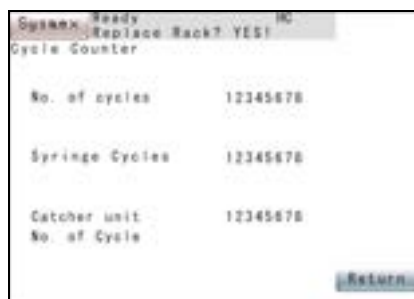 Sysmex Ready HC
Replace Rack? YES!
Cycle Counter
No. of cycles 12345678
Syringe Cycles 12345678
Catcher unit 12345678
No. of Cycle
Return